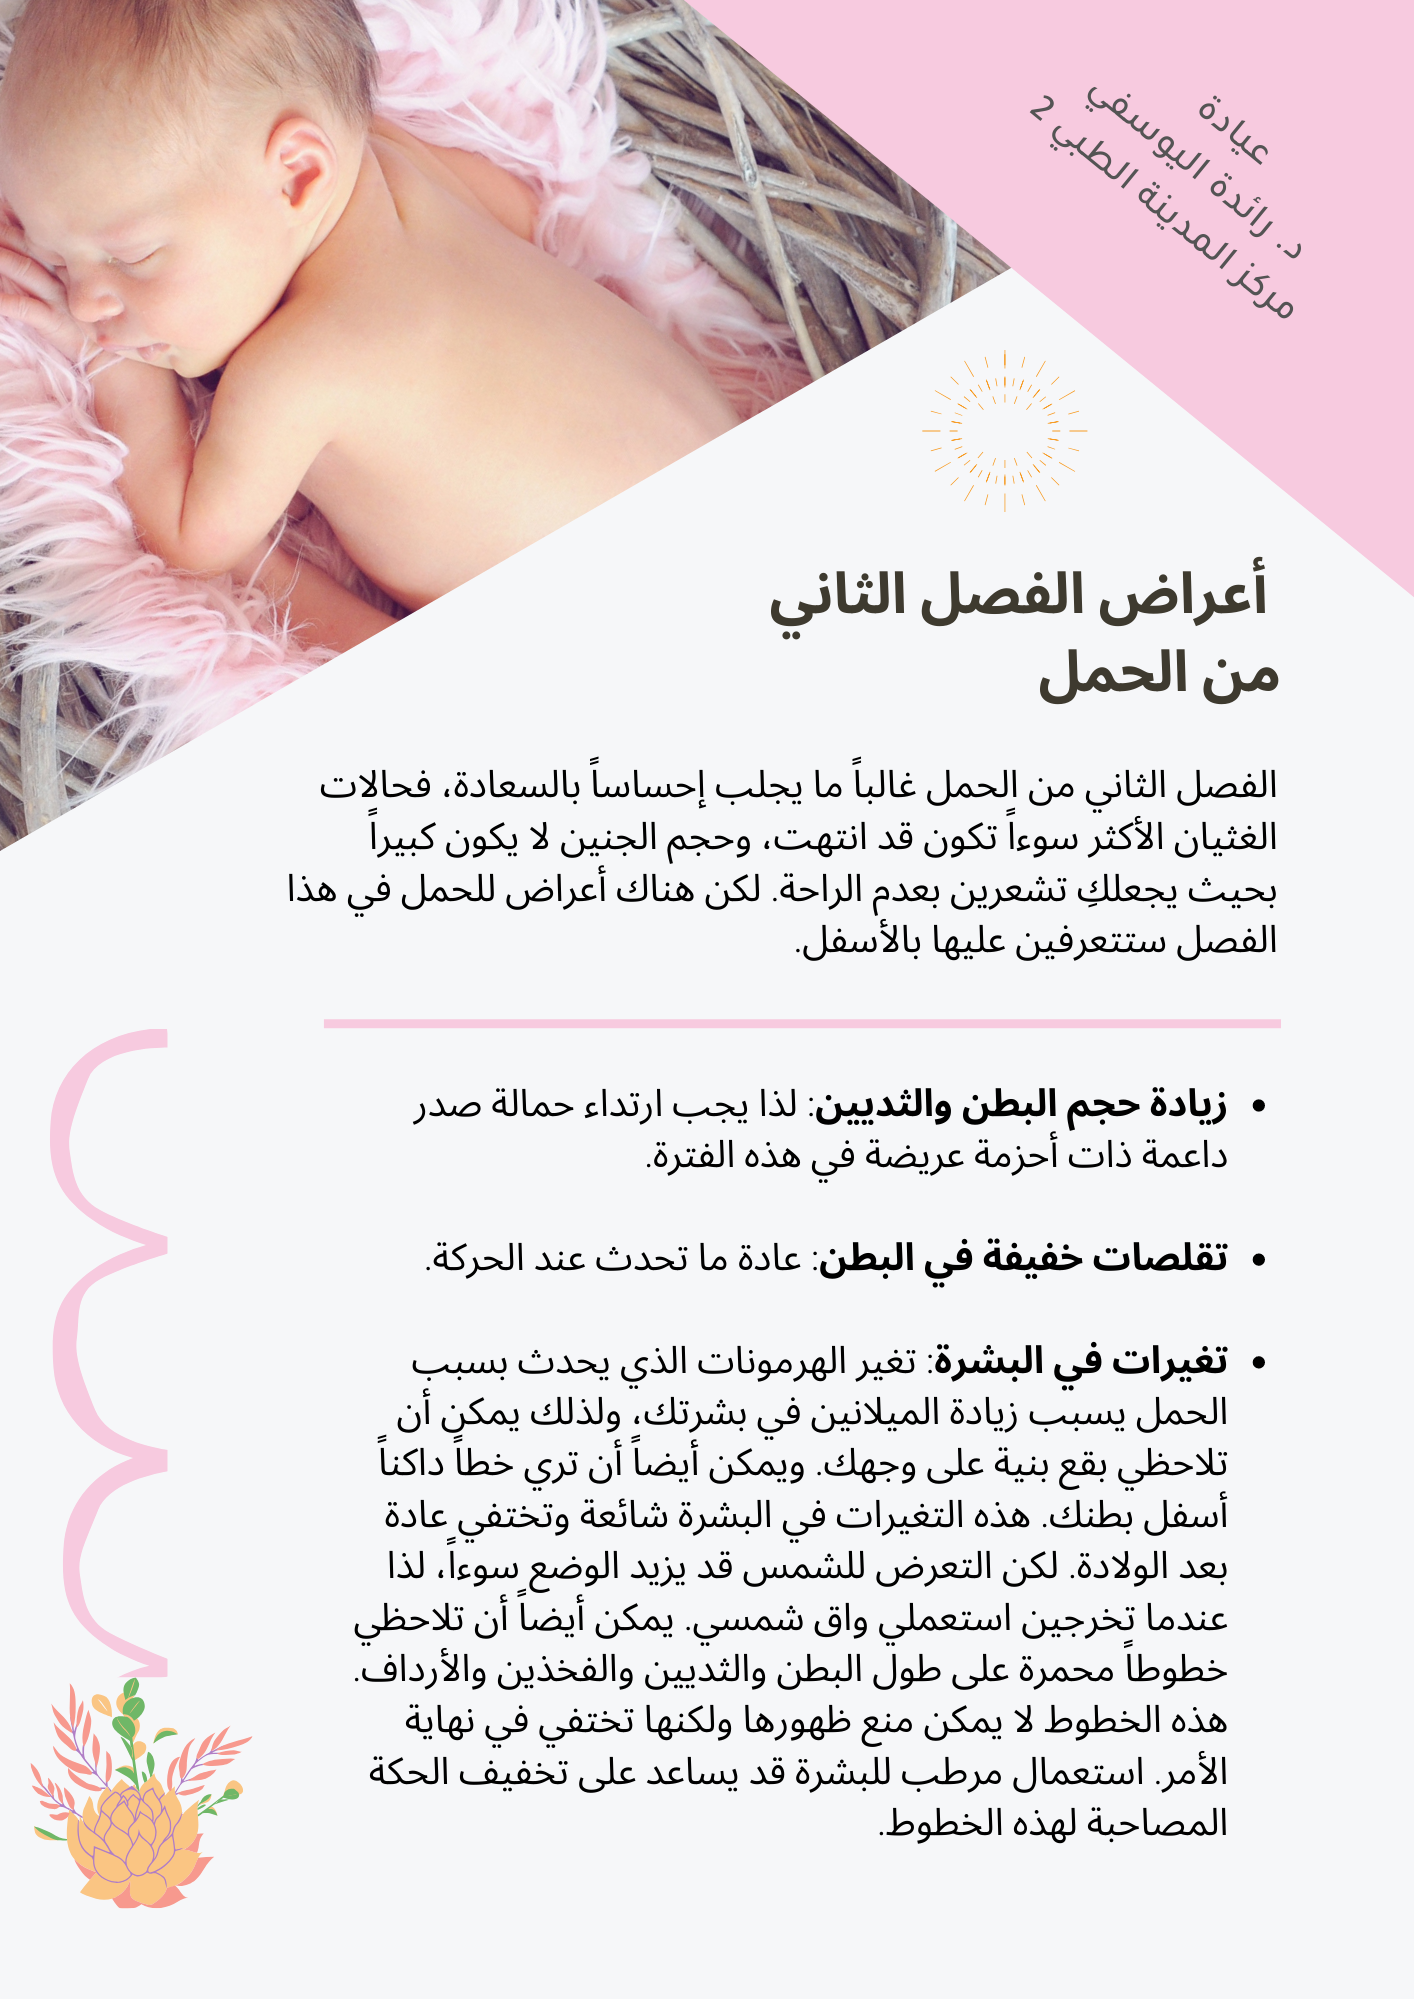 عيادة
د. رائدة اليوسفي
مركز المدينة الطبي 2
أعراض الفصل الثاني
من الحمل
الفصل الثاني من الحمل غالباً ما يجلب إحساساً بالسعادة، فحالات
الغثيان الأكثر سوءاً تكون قد انتهت، وحجم الجنين لا يكون كبيراً
بحيث يجعلكِ تشعرين بعدم الراحة. لكن هناك أعراض للحمل في هذا
الفصل ستتعرفين عليها بالأسفل.
• زيادة حجم البطن والثديين: لذا يجب ارتداء حمالة صدر
داعمة ذات أحزمة عريضة في هذه الفترة.
• تقلصات خفيفة في البطن: عادة ما تحدث عند الحركة.
• تغيرات في البشرة: تغير الهرمونات الذي يحدث بسبب
الحمل يسبب زيادة الميلانين في بشرتك، ولذلك يمكن أن
تلاحظي بقع بنية على وجهك. ويمكن أيضاً أن تري خطاً داكناً
أسفل بطنك. هذه التغيرات في البشرة شائعة وتختفي عادة
بعد الولادة. لكن التعرض للشمس قد يزيد الوضع سوءاً، لذا
عندما تخرجين استعملي واق شمسي. يمكن أيضاً أن تلاحظي
خطوطاً محمرة على طول البطن والثديين والفخذين والأرداف.
هذه الخطوط لا يمكن منع ظهورها ولكنها تختفي في نهاية
الأمر. استعمال مرطب للبشرة قد يساعد على تخفيف الحكة
المصاحبة لهذه الخطوط.